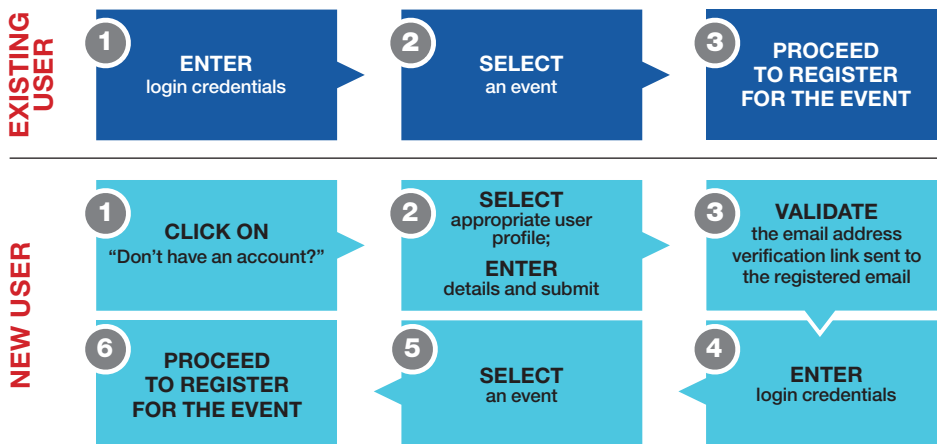 EXISTING
USER
1
ENTER
login credentials
2
SELECT
an event
3
PROCEED
TO REGISTER
FOR THE EVENT
NEW USER
1
CLICK ON
“Don’t have an account?”
2
SELECT
appropriate user
profile;
ENTER
details and submit
3
VALIDATE
the email address
verification link sent to
the registered email
4
ENTER
login credentials
5
SELECT
an event
6
PROCEED
TO REGISTER
FOR THE EVENT